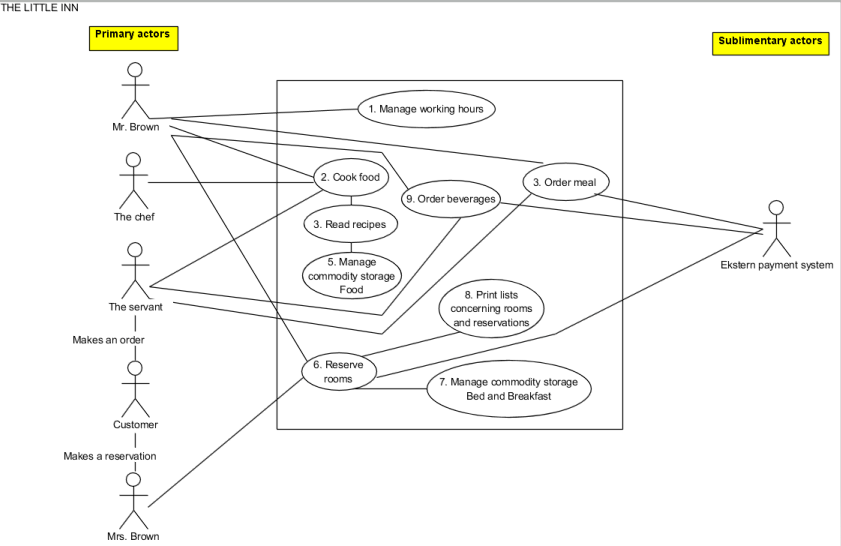 THE LITTLE INN
Primary actors
Sublimentary actors
Mr. Brown
1. Manage working hours
The chef
2. Cook food
9. Order beverages
3. Order meal
3. Read recipes
5. Manage
commodity storage
Food
Ekstern payment system
The servant
8. Print lists
concerning rooms
and reservations
Makes an order
6. Reserve
rooms
7. Manage commodity storage
Bed and Breakfast
Customer
Makes a reservation
Mrs. Brown